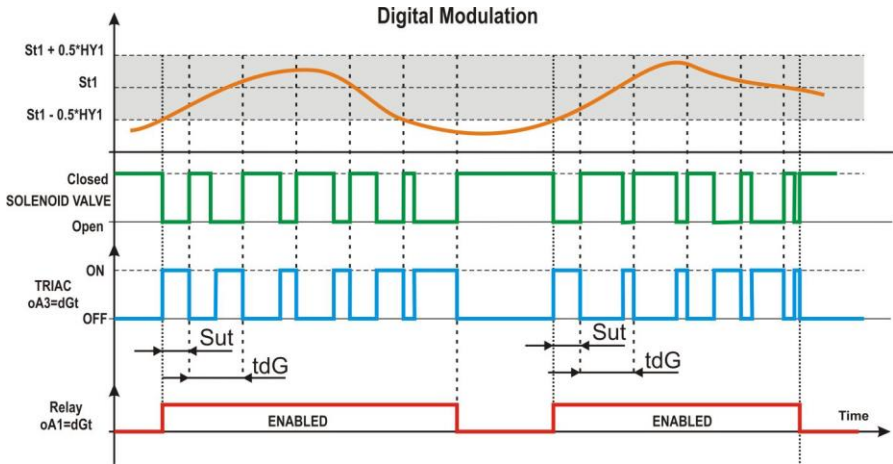 Digital Modulation
St1 + 0.5*HY1
St1
St1 - 0.5*HY1
Closed
SOLENOID VALVE
Open
ON
TRIAC
oA3=dGt
OFF
Sut
Sut
tdG
tdG
Relay
oA1=dGt
ENABLED
ENABLED
Time